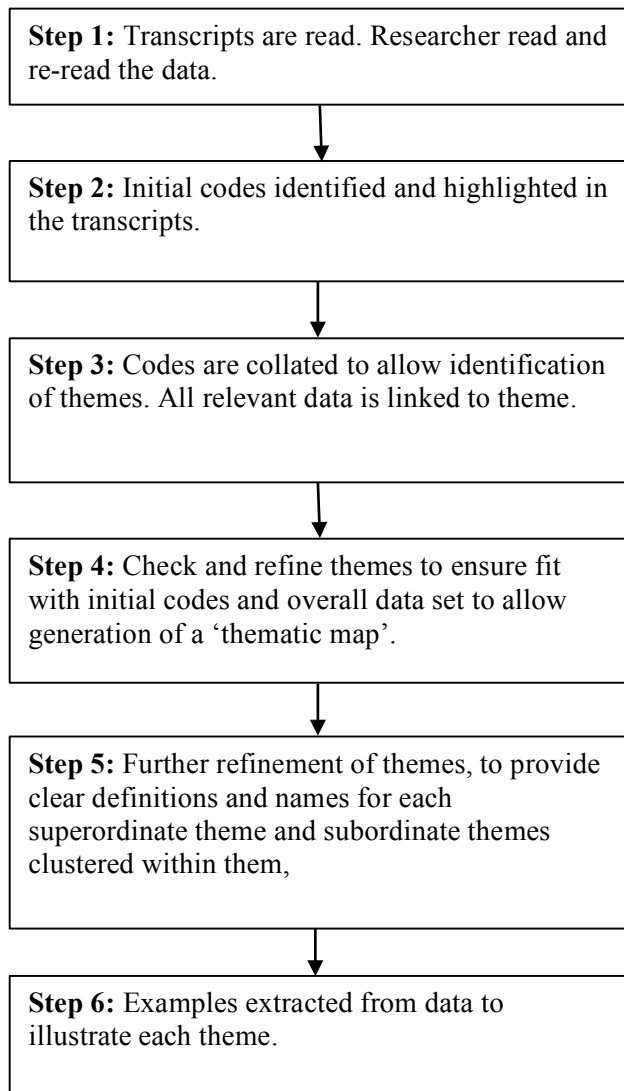 Step 1: Transcripts are read. Researcher read and
re-read the data.
Step 2: Initial codes identified and highlighted in
the transcripts.
Step 3: Codes are collated to allow identification
of themes. All relevant data is linked to theme.
Step 4: Check and refine themes to ensure fit
with initial codes and overall data set to allow
generation of a ‘thematic map’.
Step 5: Further refinement of themes, to provide
clear definitions and names for each
superordinate theme and subordinate themes
clustered within them,
Step 6: Examples extracted from data to
illustrate each theme.